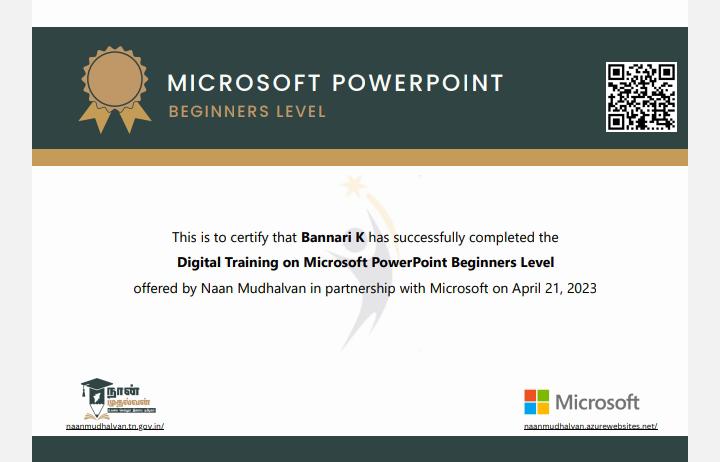 MICROSOFT POWERPOINT
BEGINNERS LEVEL
This is to certify that Bannari K has successfully completed the
Digital Training on Microsoft PowerPoint Beginners Level
offered by Naan Mudhalvan in partnership with Microsoft on April 21, 2023
நான்
முதல்வன்
naanmudhalvan.tn.gov.in/
Microsoft
naanmudhalvan.azurewebsites.net/